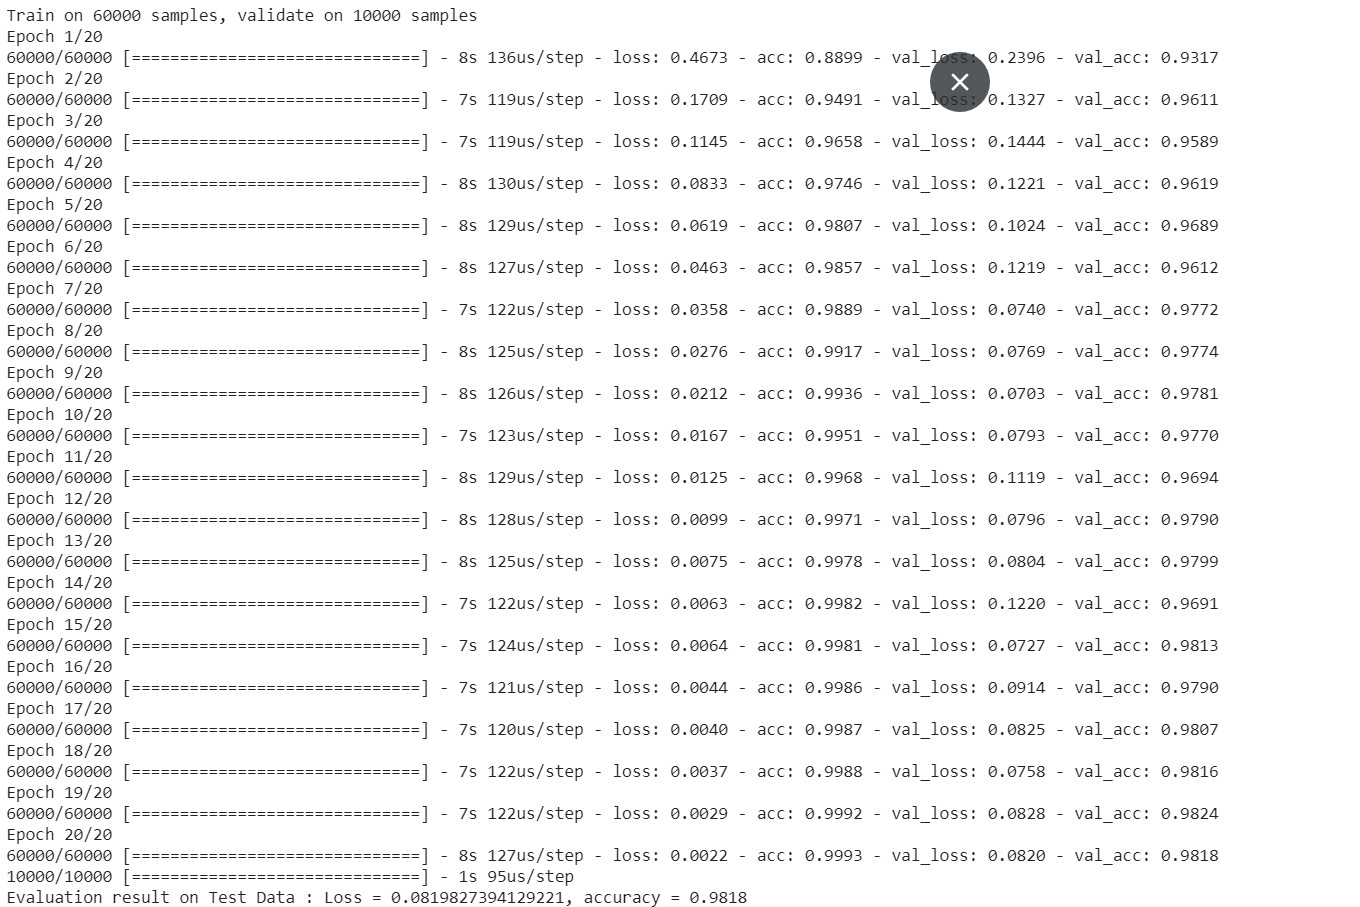 Train on 60000 samples, validate on 10000 samples
Epoch 1/20
60000/60000 [==============================] - 8s 136us/step - loss: 0.4673 - acc: 0.8899 - val_loss: 0.2396 - val_acc: 0.9317
Epoch 2/20
60000/60000 [==============================] - 7s 119us/step - loss: 0.1709 - acc: 0.9491 - val_loss: 0.1327 - val_acc: 0.9611
Epoch 3/20
60000/60000 [==============================] - 7s 119us/step - loss: 0.1145 - acc: 0.9658 - val_loss: 0.1444 - val_acc: 0.9589
Epoch 4/20
60000/60000 [==============================] - 8s 130us/step - loss: 0.0833 - acc: 0.9746 - val_loss: 0.1221 - val_acc: 0.9619
Epoch 5/20
60000/60000 [==============================] - 8s 129us/step - loss: 0.0619 - acc: 0.9807 - val_loss: 0.1024 - val_acc: 0.9689
Epoch 6/20
60000/60000 [==============================] - 8s 127us/step - loss: 0.0463 - acc: 0.9857 - val_loss: 0.1219 - val_acc: 0.9612
Epoch 7/20
60000/60000 [==============================] - 7s 122us/step - loss: 0.0358 - acc: 0.9889 - val_loss: 0.0740 - val_acc: 0.9772
Epoch 8/20
60000/60000 [==============================] - 8s 125us/step - loss: 0.0276 - acc: 0.9917 - val_loss: 0.0769 - val_acc: 0.9774
Epoch 9/20
60000/60000 [==============================] - 8s 126us/step - loss: 0.0212 - acc: 0.9936 - val_loss: 0.0703 - val_acc: 0.9781
Epoch 10/20
60000/60000 [==============================] - 7s 123us/step - loss: 0.0167 - acc: 0.9951 - val_loss: 0.0793 - val_acc: 0.9770
Epoch 11/20
60000/60000 [==============================] - 8s 129us/step - loss: 0.0125 - acc: 0.9968 - val_loss: 0.1119 - val_acc: 0.9694
Epoch 12/20
60000/60000 [==============================] - 8s 128us/step - loss: 0.0099 - acc: 0.9971 - val_loss: 0.0796 - val_acc: 0.9790
Epoch 13/20
60000/60000 [==============================] - 8s 125us/step - loss: 0.0075 - acc: 0.9978 - val_loss: 0.0804 - val_acc: 0.9799
Epoch 14/20
60000/60000 [==============================] - 7s 122us/step - loss: 0.0063 - acc: 0.9982 - val_loss: 0.1220 - val_acc: 0.9691
Epoch 15/20
60000/60000 [==============================] - 7s 124us/step - loss: 0.0064 - acc: 0.9981 - val_loss: 0.0727 - val_acc: 0.9813
Epoch 16/20
60000/60000 [==============================] - 7s 121us/step - loss: 0.0044 - acc: 0.9986 - val_loss: 0.0914 - val_acc: 0.9790
Epoch 17/20
60000/60000 [==============================] - 7s 120us/step - loss: 0.0040 - acc: 0.9987 - val_loss: 0.0825 - val_acc: 0.9807
Epoch 18/20
60000/60000 [==============================] - 7s 122us/step - loss: 0.0037 - acc: 0.9988 - val_loss: 0.0758 - val_acc: 0.9816
Epoch 19/20
60000/60000 [==============================] - 7s 122us/step - loss: 0.0029 - acc: 0.9992 - val_loss: 0.0828 - val_acc: 0.9824
Epoch 20/20
60000/60000 [==============================] - 8s 127us/step - loss: 0.0022 - acc: 0.9993 - val_loss: 0.0820 - val_acc: 0.9818
10000/10000 [==============================] - 1s 95us/step
Evaluation result on Test Data : Loss = 0.0819827394129221, accuracy = 0.9818